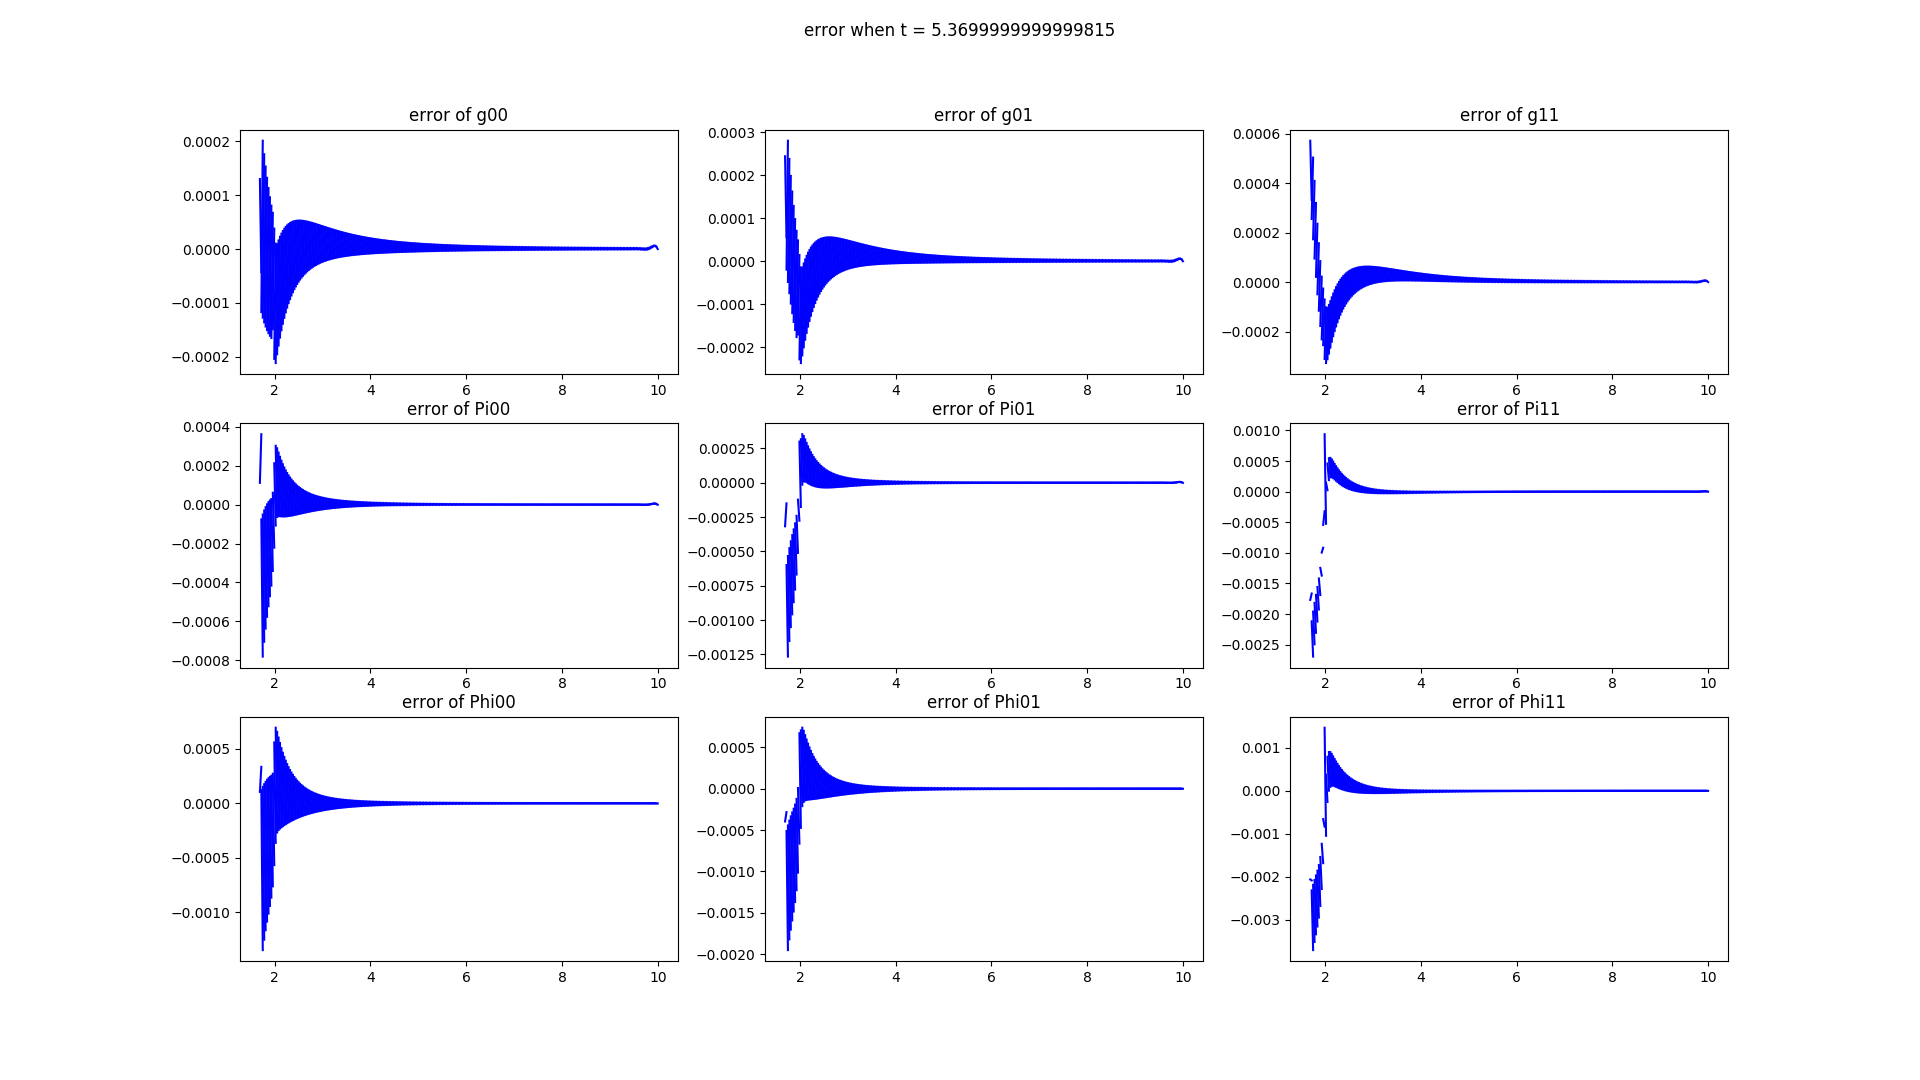 error when t = 5.3699999999999815
error of g00
error of g01
error of g11
0.0002
0.0001
0.0000
−0.0001
−0.0002
2 4 6 8 10
0.0003
0.0002
0.0001
0.0000
−0.0001
−0.0002
2 4 6 8 10
0.0006
0.0004
0.0002
0.0000
−0.0002
2 4 6 8 10
error of Pi00
error of Pi01
error of Pi11
0.0004
0.0002
0.0000
−0.0002
−0.0004
−0.0006
−0.0008
2 4 6 8 10
0.00025
0.00000
−0.00025
−0.00050
−0.00075
−0.00100
−0.00125
2 4 6 8 10
0.0010
0.0005
0.0000
−0.0005
−0.0010
−0.0015
−0.0020
−0.0025
2 4 6 8 10
error of Phi00
error of Phi01
error of Phi11
0.0005
0.0000
−0.0005
−0.0010
2 4 6 8 10
0.0005
0.0000
−0.0005
−0.0010
−0.0015
−0.0020
2 4 6 8 10
0.001
0.000
−0.001
−0.002
−0.003
2 4 6 8 10